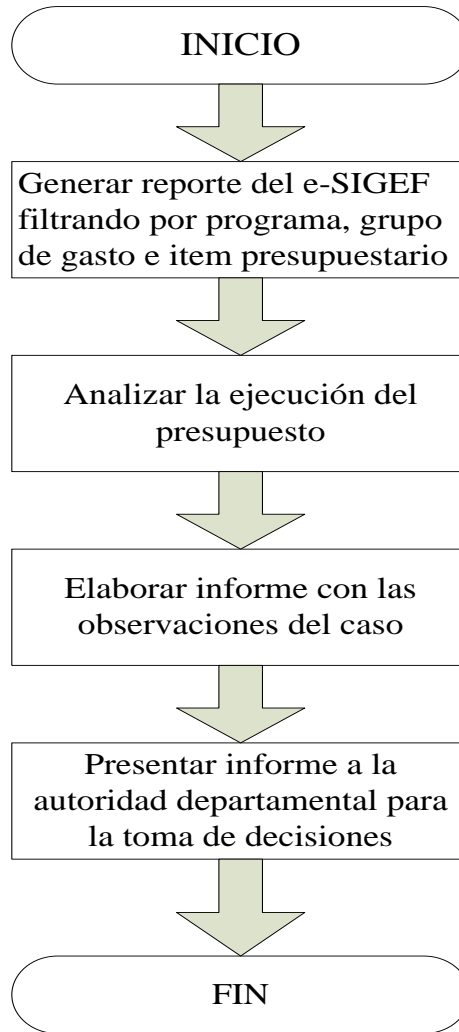 INICIO
Generar reporte del e-SIGEF
filtrando por programa, grupo
de gasto e item presupuestario
Analizar la ejecución del
presupuesto
Elaborar informe con las
observaciones del caso
Presentar informe a la
autoridad departamental para
la toma de decisiones
FIN